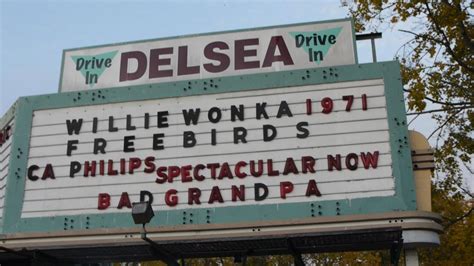 Drive In DELSEA Drive In
WILLIE WONKA 1971
FREEBIRDS
CA PHILIPS SPECTACULAR NOW
BAD GRANDPA